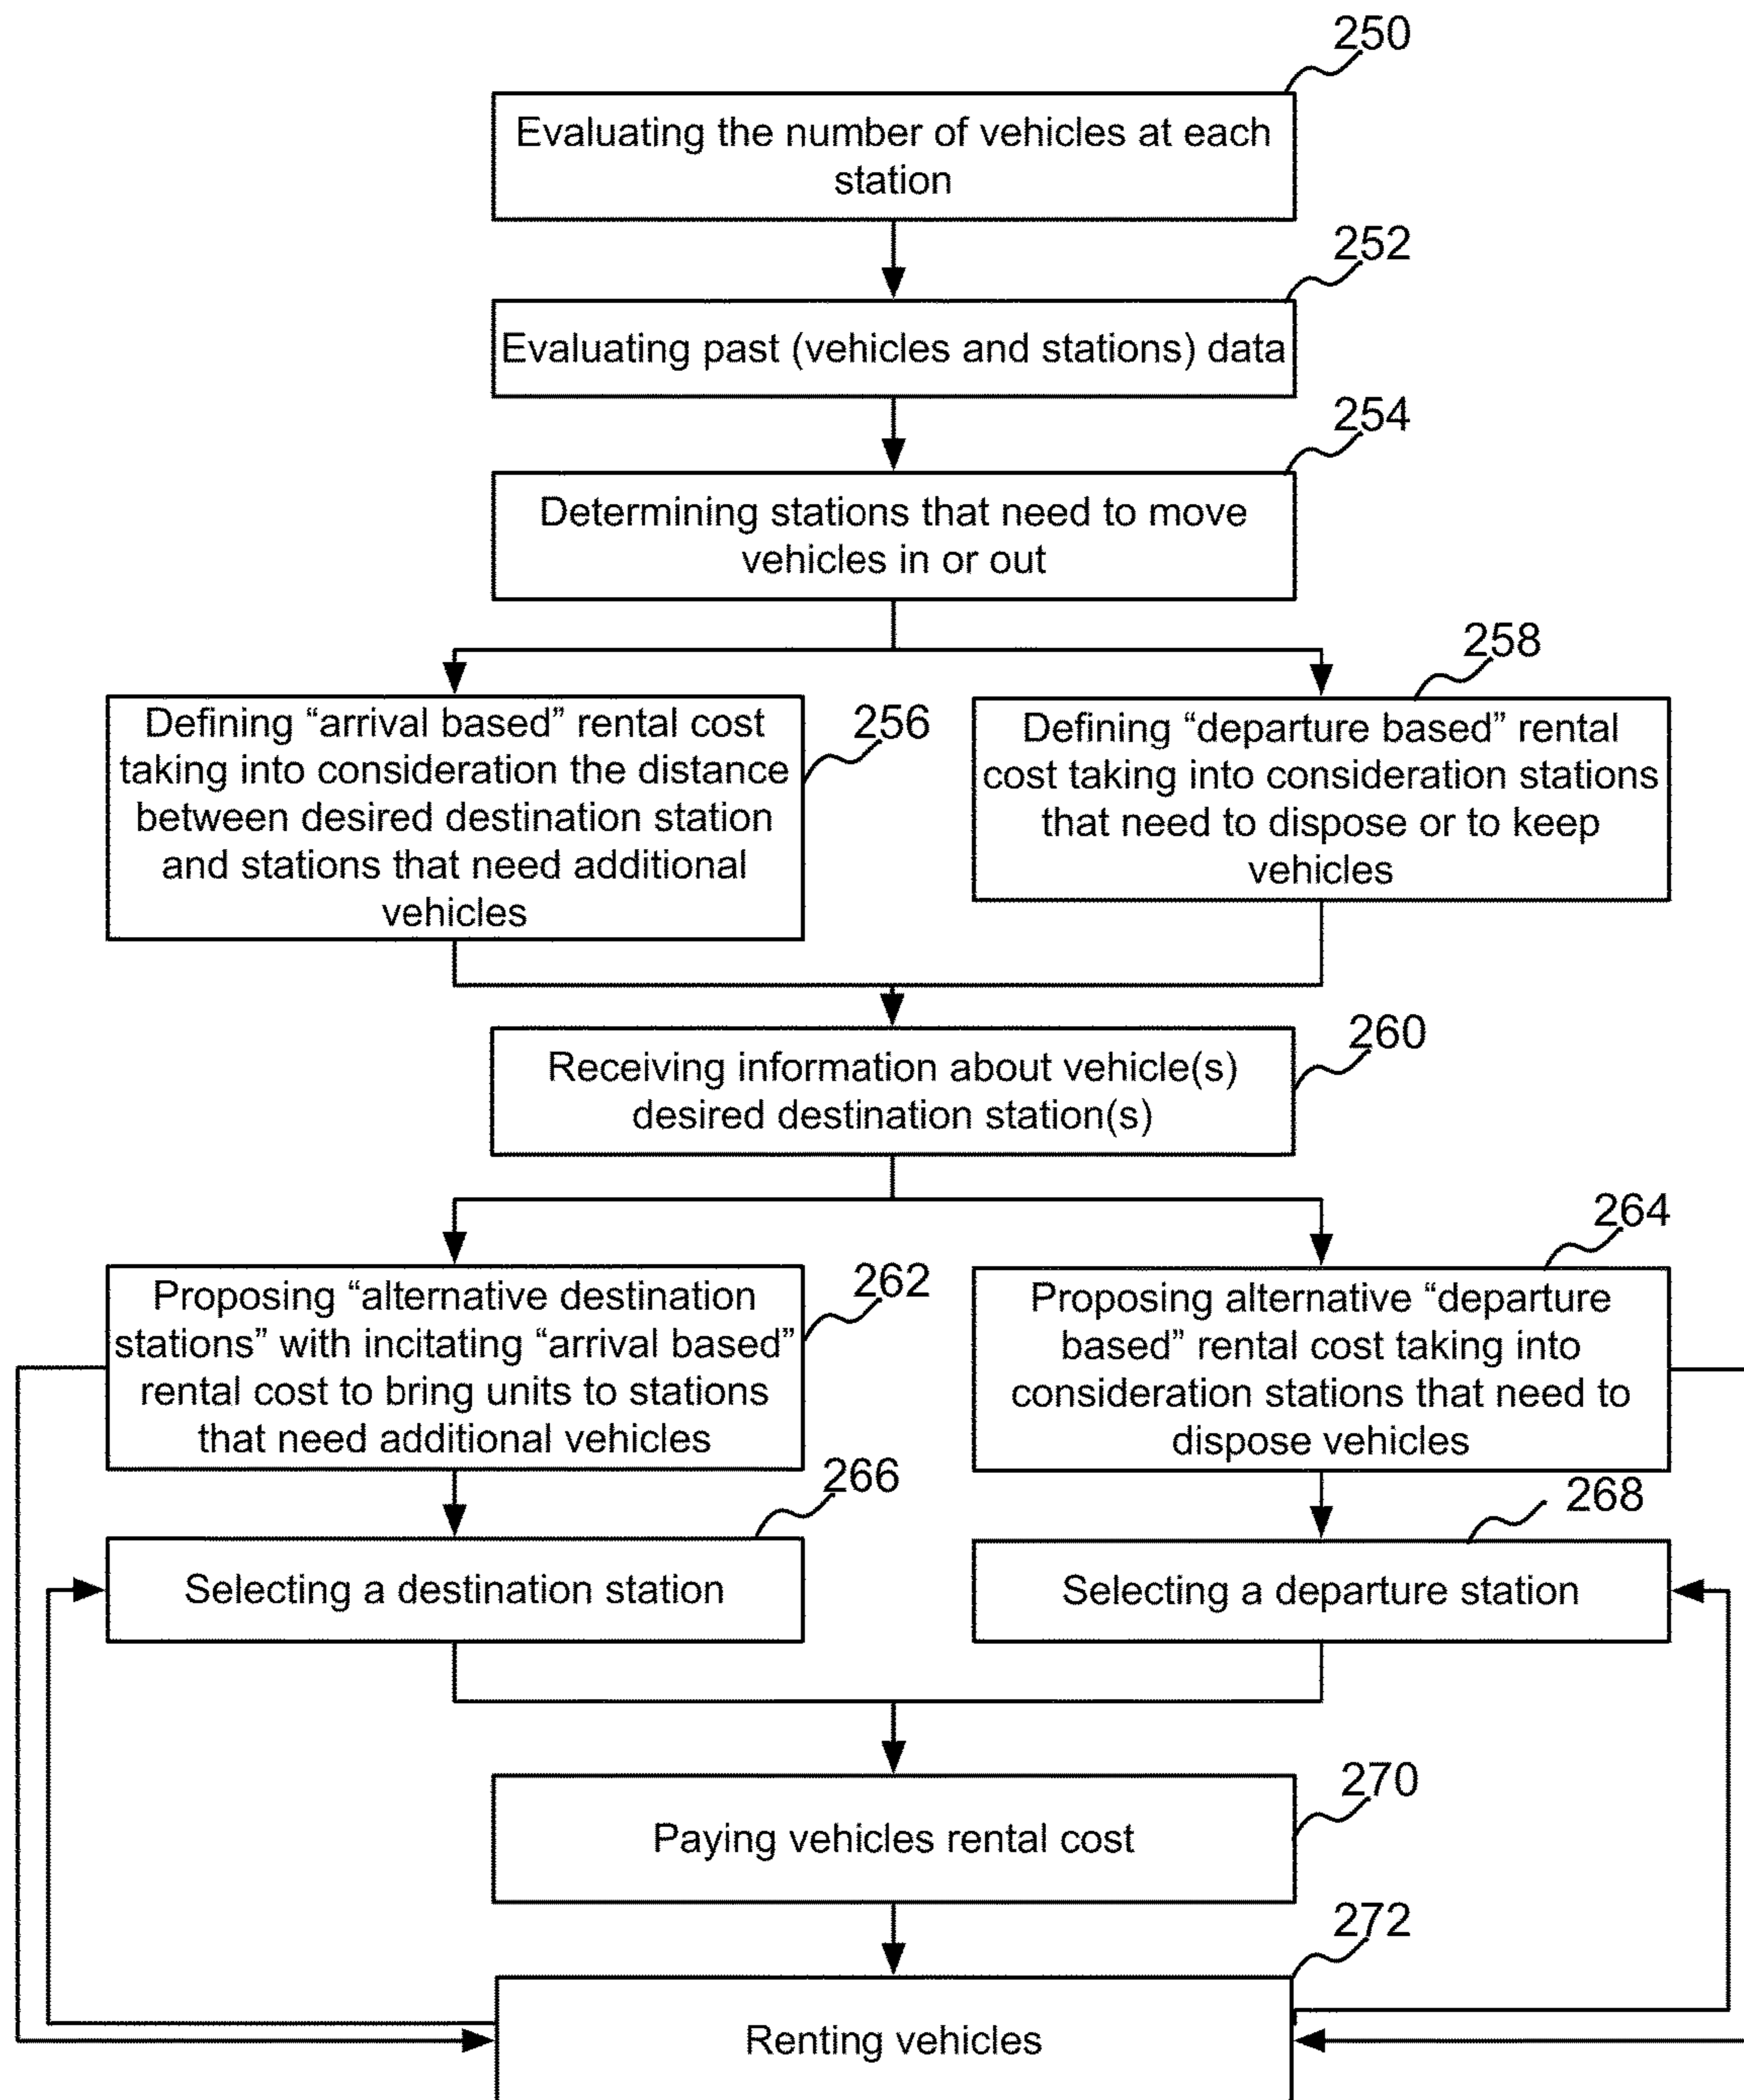 250
Evaluating the number of vehicles at each
station
252
Evaluating past (vehicles and stations) data
254
Determining stations that need to move
vehicles in or out
256
Defining “arrival based” rental cost
taking into consideration the distance
between desired destination station
and stations that need additional
vehicles
258
Defining “departure based” rental
cost taking into consideration stations
that need to dispose or to keep
vehicles
260
Receiving information about vehicle(s)
desired destination station(s)
262
Proposing “alternative destination
stations” with incitating “arrival based”
rental cost to bring units to stations
that need additional vehicles
264
Proposing alternative “departure
based” rental cost taking into
consideration stations that need to
dispose vehicles
266
Selecting a destination station
268
Selecting a departure station
270
Paying vehicles rental cost
272
Renting vehicles